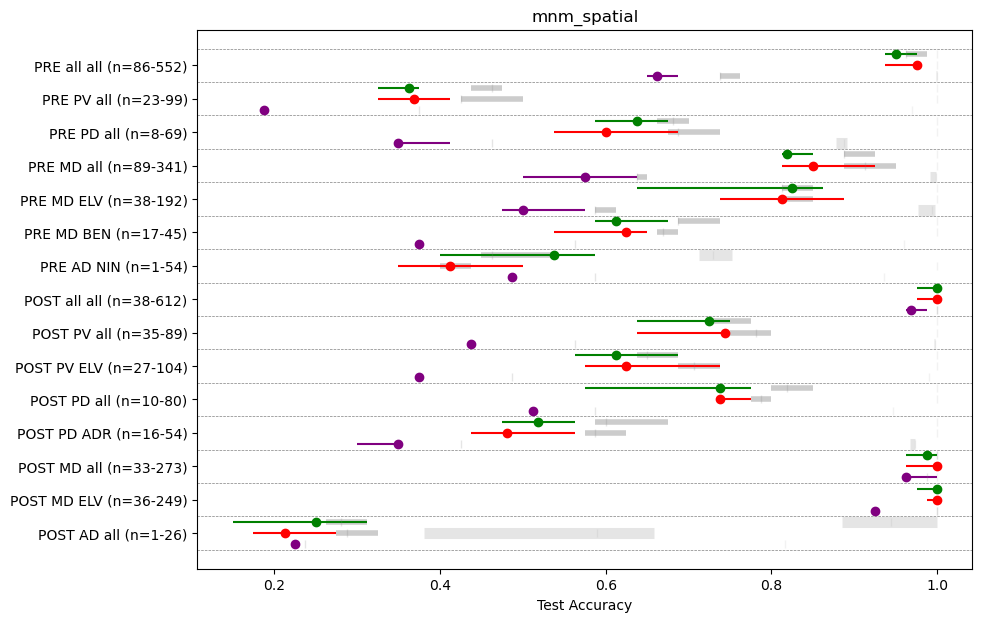 mnm_spatial
PRE all all (n=86-552)
PRE PV all (n=23-99)
PRE PD all (n=8-69)
PRE MD all (n=89-341)
PRE MD ELV (n=38-192)
PRE MD BEN (n=17-45)
PRE AD NIN (n=1-54)
POST all all (n=38-612)
POST PV all (n=35-89)
POST PV ELV (n=27-104)
POST PD all (n=10-80)
POST PD ADR (n=16-54)
POST MD all (n=33-273)
POST MD ELV (n=36-249)
POST AD all (n=1-26)
0.2 0.4 0.6 0.8 1.0
Test Accuracy